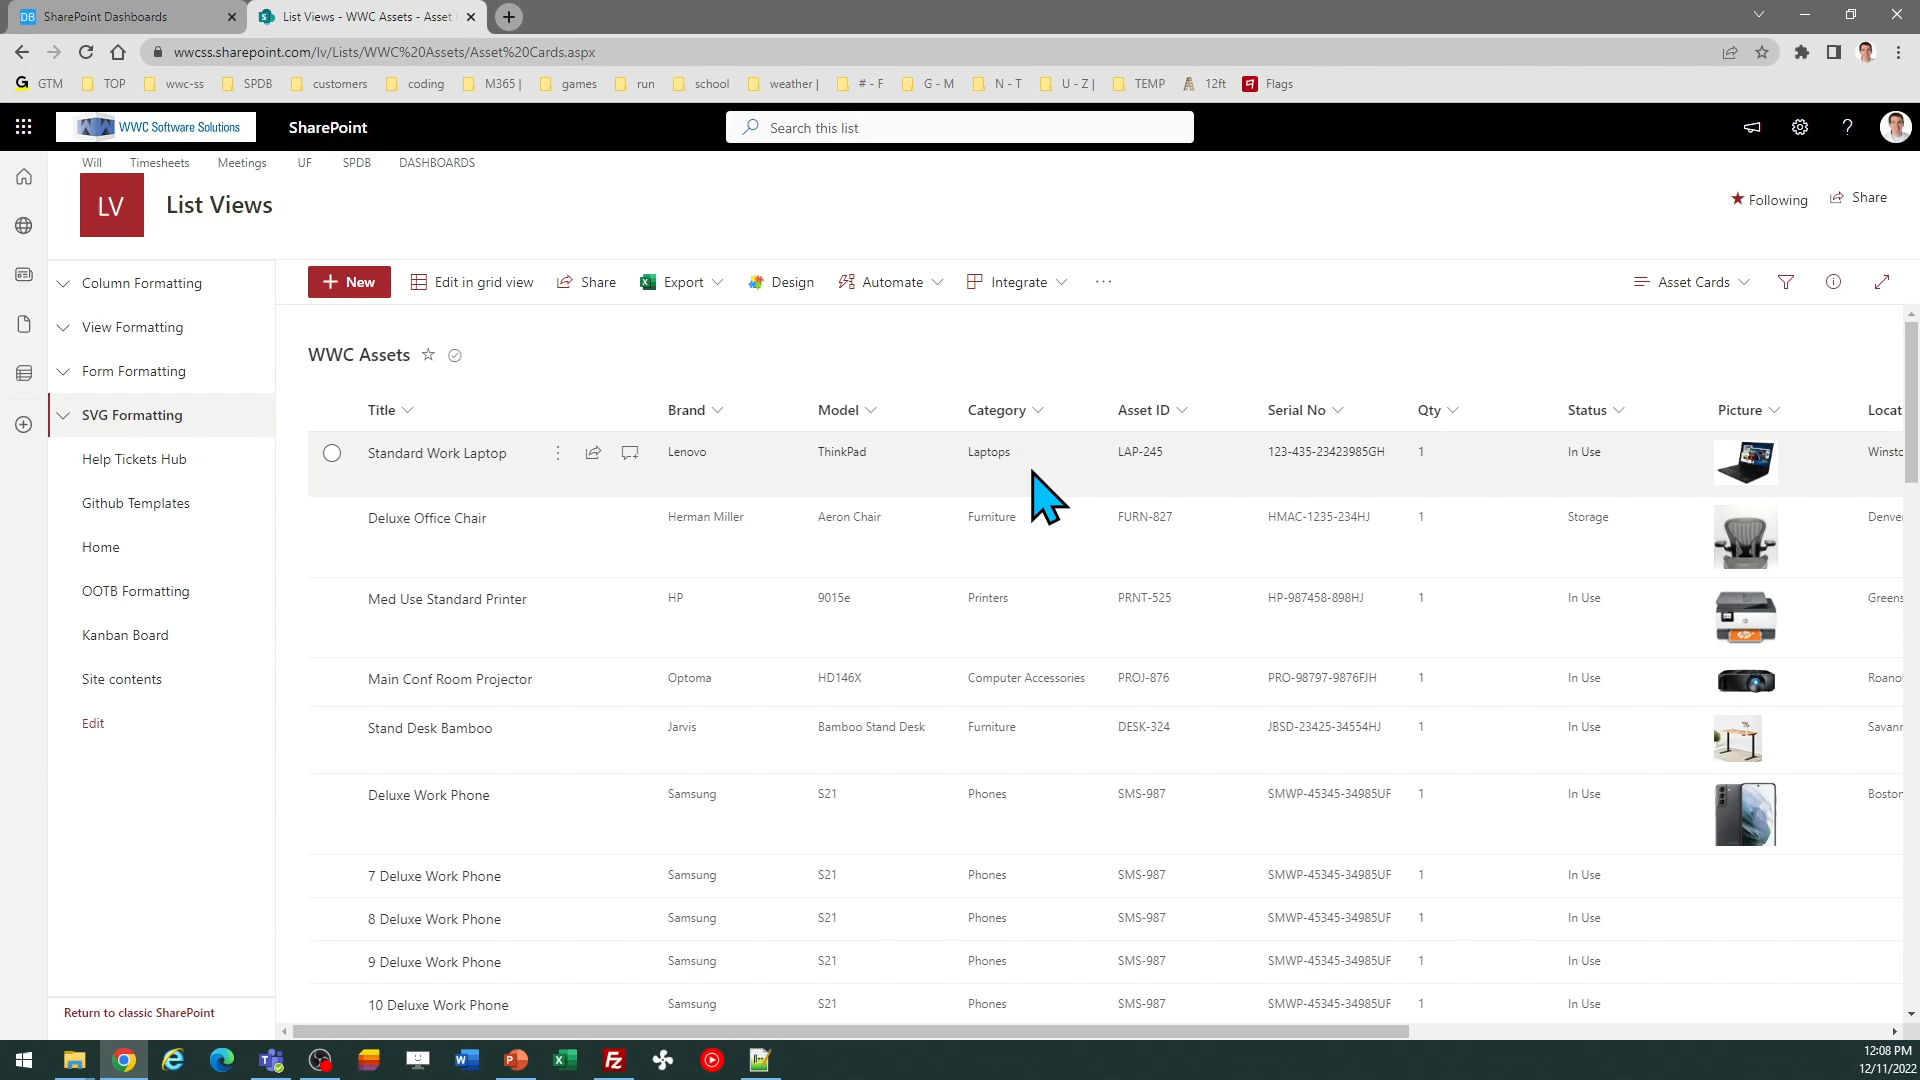 DB SharePoint Dashboards
S List Views - WWC Assets - Asset
wwcss.sharepoint.com/lv/Lists/WWC%20Assets/Asset%20Cards.aspx
G GTM TOP wwc-ss SPDB customers coding M365 | games run school weather | # - F G - M N - T U - Z | TEMP 12ft Flags
WWC Software Solutions SharePoint Search this list ?
Will Timesheets Meetings UF SPDB DASHBOARDS
LV List Views
Following Share
Column Formatting
View Formatting
Form Formatting
SVG Formatting
Help Tickets Hub
Github Templates
Home
OOTB Formatting
Kanban Board
Site contents
Edit
Return to classic SharePoint
+ New Edit in grid view Share Export Design Automate Integrate ··· Asset Cards
WWC Assets
Title Brand Model Category Asset ID Serial No Qty Status Picture Locat
Standard Work Laptop Lenovo ThinkPad Laptops LAP-245 123-435-23423985GH 1 In Use Winstc
Deluxe Office Chair Herman Miller Aeron Chair Furniture FURN-827 HMAC-1235-234HJ 1 Storage Denve
Med Use Standard Printer HP 9015e Printers PRNT-525 HP-987458-898HJ 1 In Use Greens
Main Conf Room Projector Optoma HD146X Computer Accessories PROJ-876 PRO-98797-9876FJH 1 In Use Roano
Stand Desk Bamboo Jarvis Bamboo Stand Desk Furniture DESK-324 JBSD-23425-34554HJ 1 In Use Savanr
Deluxe Work Phone Samsung S21 Phones SMS-987 SMWP-45345-34985UF 1 In Use Boston
7 Deluxe Work Phone Samsung S21 Phones SMS-987 SMWP-45345-34985UF 1 In Use
8 Deluxe Work Phone Samsung S21 Phones SMS-987 SMWP-45345-34985UF 1 In Use
9 Deluxe Work Phone Samsung S21 Phones SMS-987 SMWP-45345-34985UF 1 In Use
10 Deluxe Work Phone Samsung S21 Phones SMS-987 SMWP-45345-34985UF 1 In Use
12:08 PM
12/11/2022